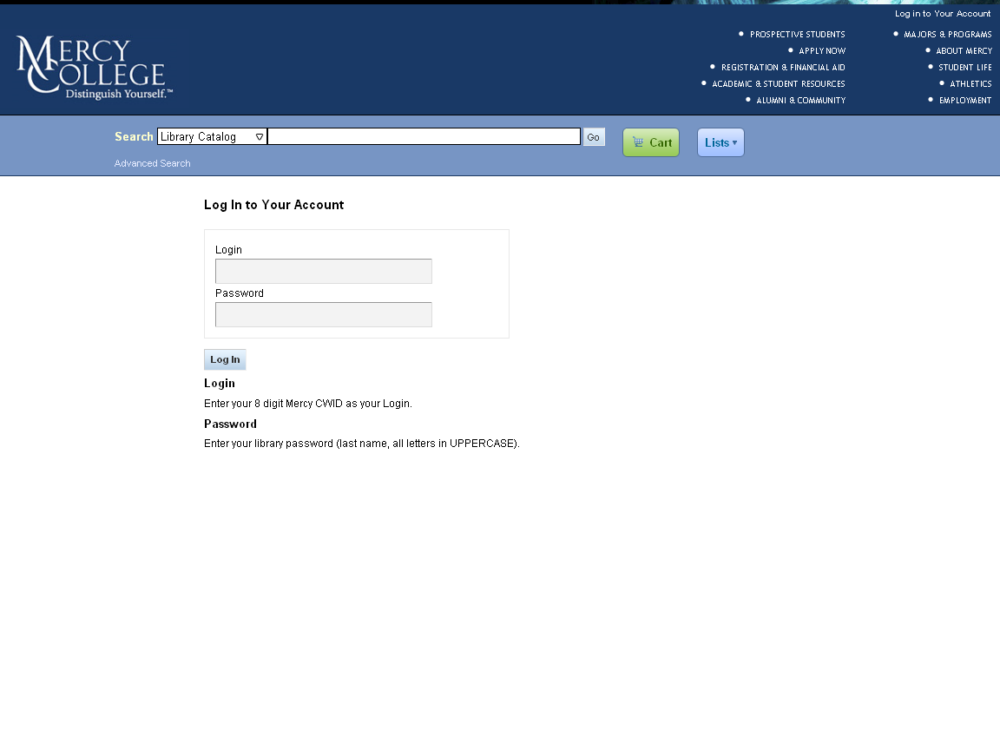 Log in to Your Account
MERCY COLLEGE
Distinguish Yourself.™
PROSPECTIVE STUDENTS
APPLY NOW
REGISTRATION & FINANCIAL AID
ACADEMIC & STUDENT RESOURCES
ALUMNI & COMMUNITY
MAJORS & PROGRAMS
ABOUT MERCY
STUDENT LIFE
ATHLETICS
EMPLOYMENT
Search Library Catalog Go Cart Lists
Advanced Search
Log In to Your Account
Login
Password
Log In
Login
Enter your 8 digit Mercy CWID as your Login.
Password
Enter your library password (last name, all letters in UPPERCASE).